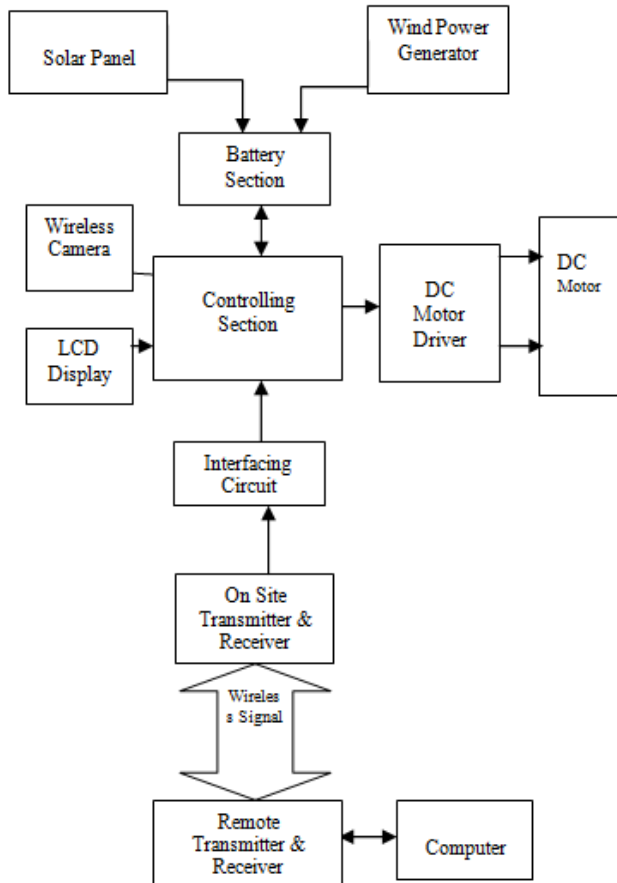 Solar Panel
Wind Power
Generator
Battery
Section
Wireless
Camera
Controlling
Section
DC
Motor
Driver
DC
Motor
LCD
Display
Interfacing
Circuit
On Site
Transmitter &
Receiver
Wireles
s Signal
Remote
Transmitter &
Receiver
Computer